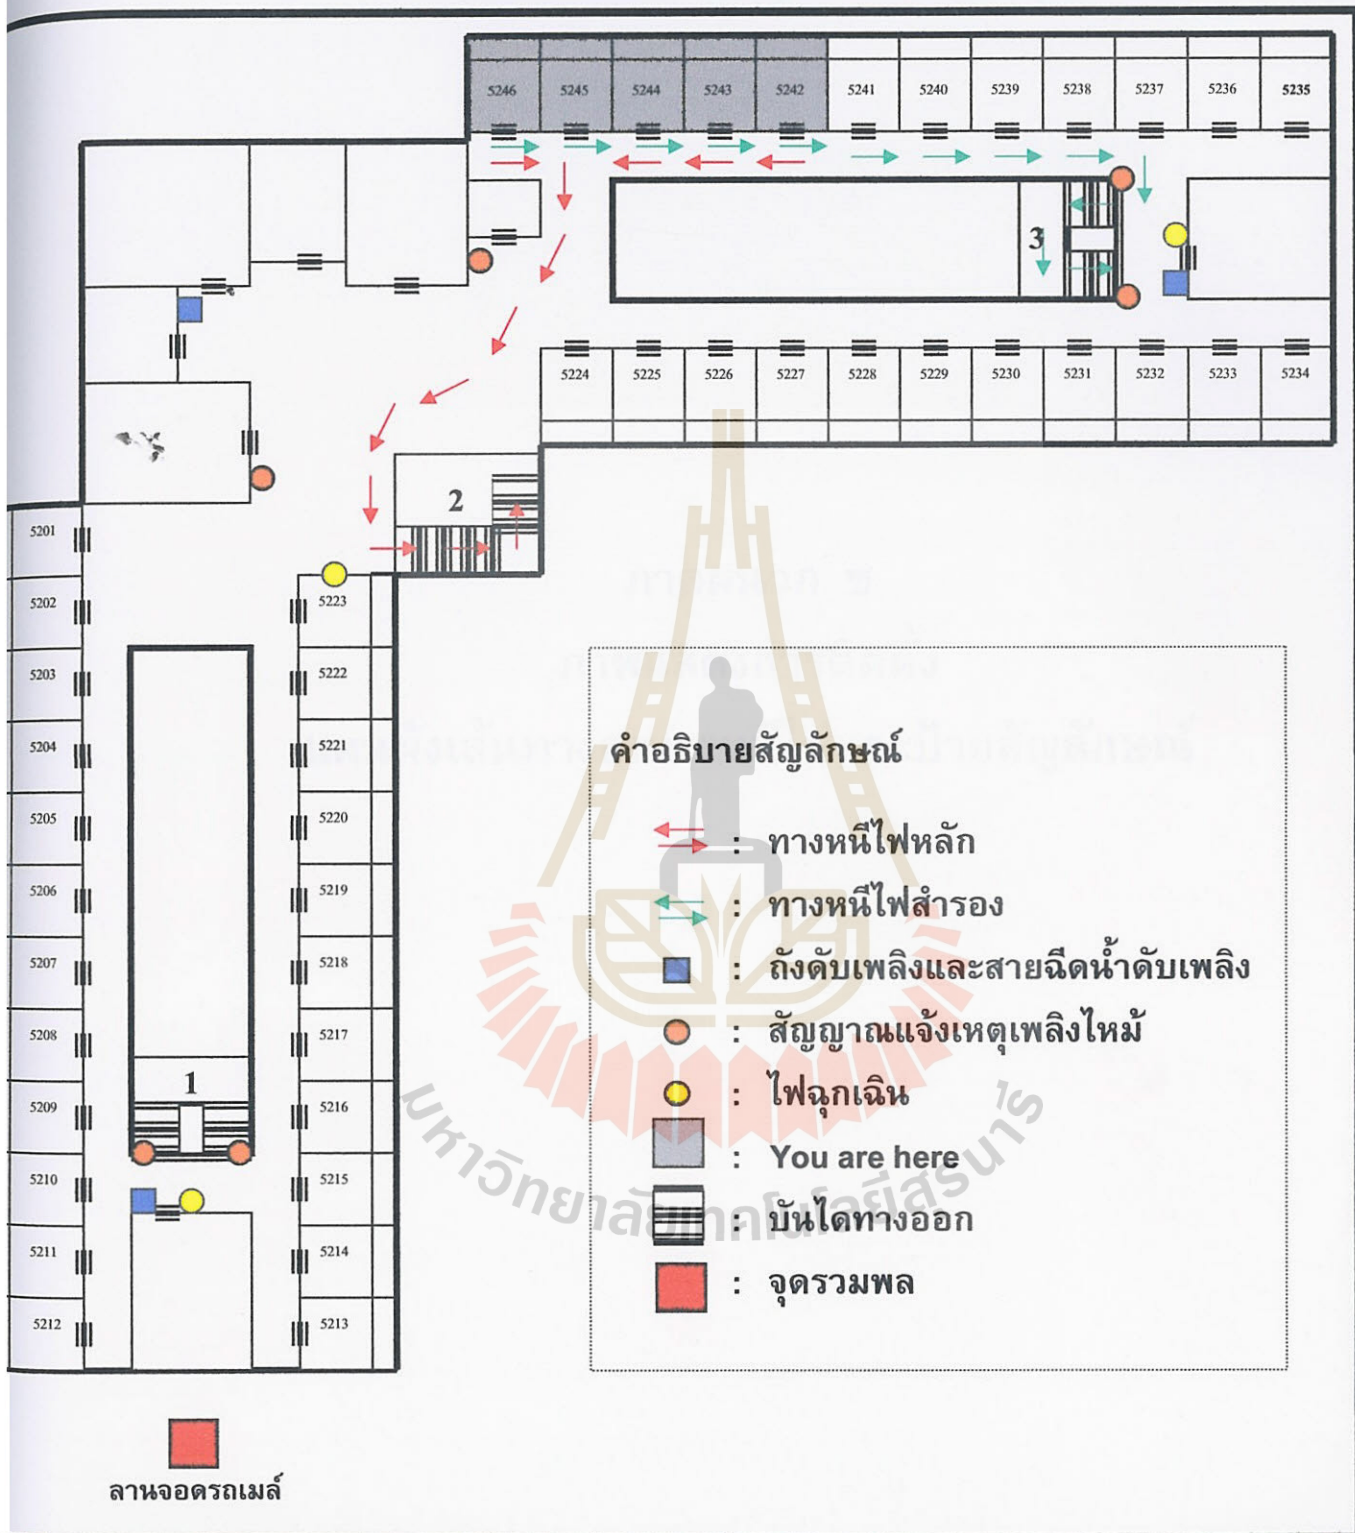 5246 5245 5244 5243 5242 5241 5240 5239 5238 5237 5236 5235
3
5224 5225 5226 5227 5228 5229 5230 5231 5232 5233 5234
2
5201
5202 5223
5203 5222
5204 5221
5205 5220
5206 5219
5207 5218
5208 5217
1
5209 5216
5210 5215
5211 5214
5212 5213
คำอธิบายสัญลักษณ์
: ทางหนีไฟหลัก
: ทางหนีไฟสำรอง
: ถังดับเพลิงและสายฉีดน้ำดับเพลิง
: สัญญาณแจ้งเหตุเพลิงไหม้
: ไฟฉุกเฉิน
: You are here
: บันไดทางออก
: จุดรวมพล
มหาวิทยาลัยเทคโนโลยีสุรนารี
ลานจอดรถเมล์